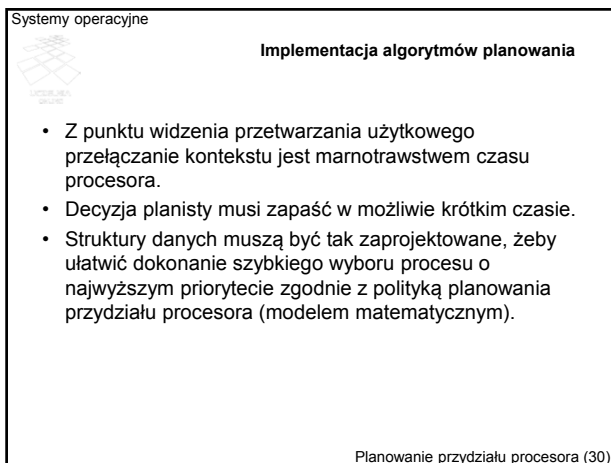 Systemy operacyjne
Implementacja algorytmów planowania
• Z punktu widzenia przetwarzania użytkowego
przełączanie kontekstu jest marnotrawstwem czasu
procesora.
• Decyzja planisty musi zapaść w możliwie krótkim czasie.
• Struktury danych muszą być tak zaprojektowane, żeby
ułatwić dokonanie szybkiego wyboru procesu o
najwyższym priorytecie zgodnie z polityką planowania
przydziału procesora (modelem matematycznym).
Planowanie przydziału procesora (30)